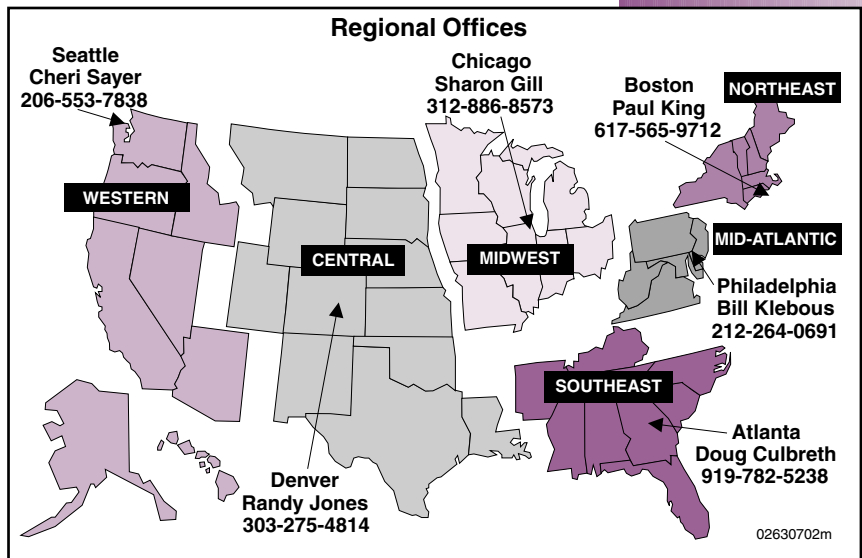 Regional Offices
Seattle
Cheri Sayer
206-553-7838
Chicago
Sharon Gill
312-886-8573
Boston
Paul King
617-565-9712
NORTHEAST
WESTERN
CENTRAL
MIDWEST
MID-ATLANTIC
Philadelphia
Bill Klebous
212-264-0691
SOUTHEAST
Atlanta
Doug Culbreth
919-782-5238
Denver
Randy Jones
303-275-4814
02630702m